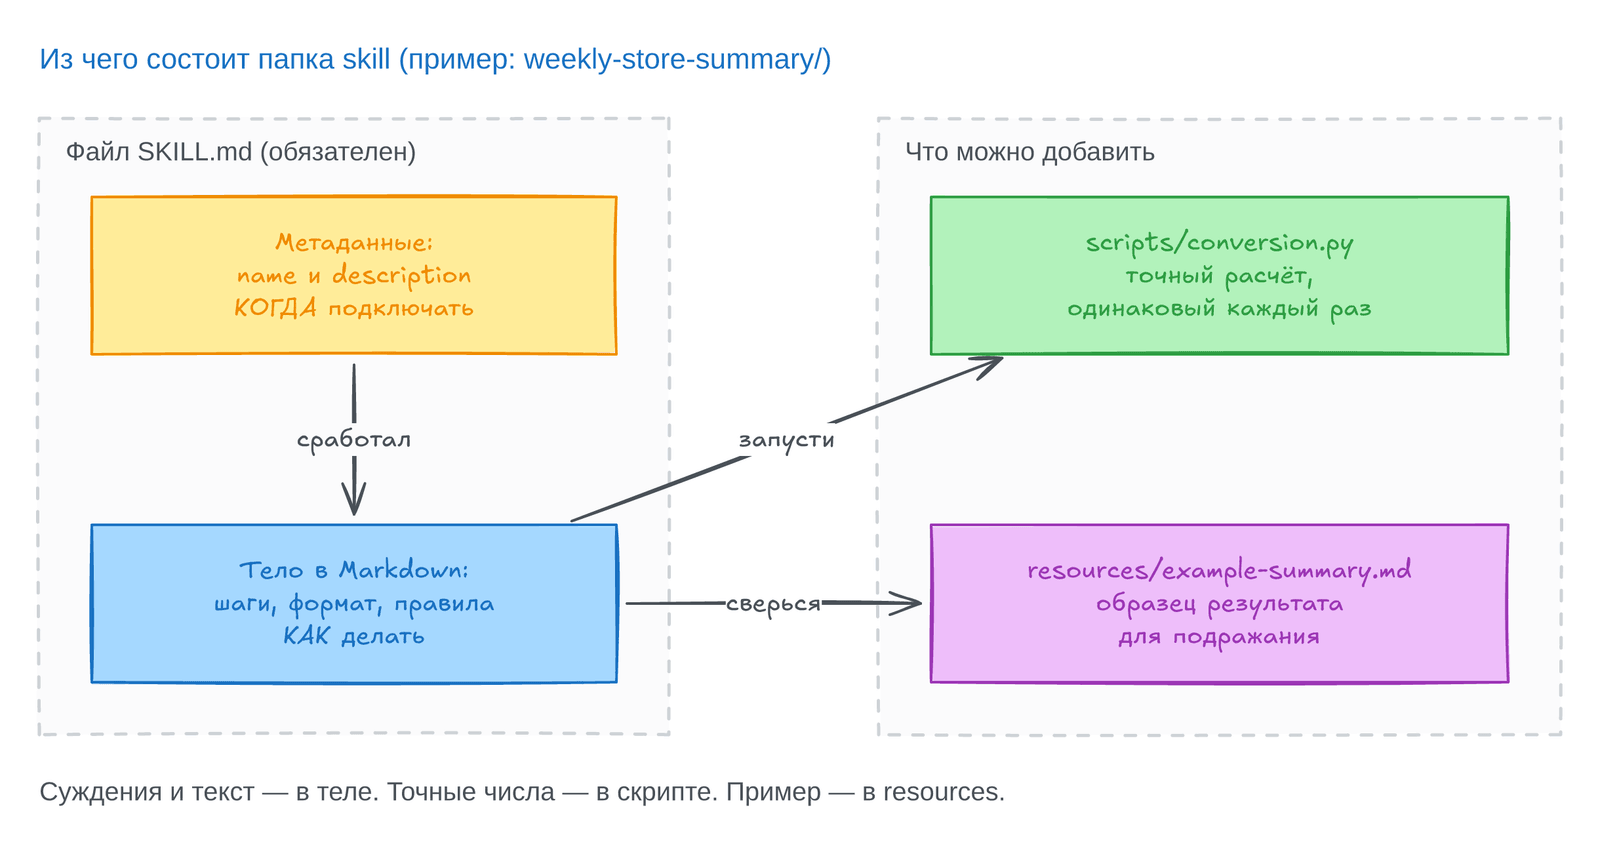 Из чего состоит папка skill (пример: weekly-store-summary/)
Файл SKILL.md (обязателен)
Метаданные:
name и description
КОГДА подключать
сработал
Тело в Markdown:
шаги, формат, правила
КАК делать
запусти
сверься
Что можно добавить
scripts/conversion.py
точный расчёт,
одинаковый каждый раз
resources/example-summary.md
образец результата
для подражания
Суждения и текст — в теле. Точные числа — в скрипте. Пример — в resources.